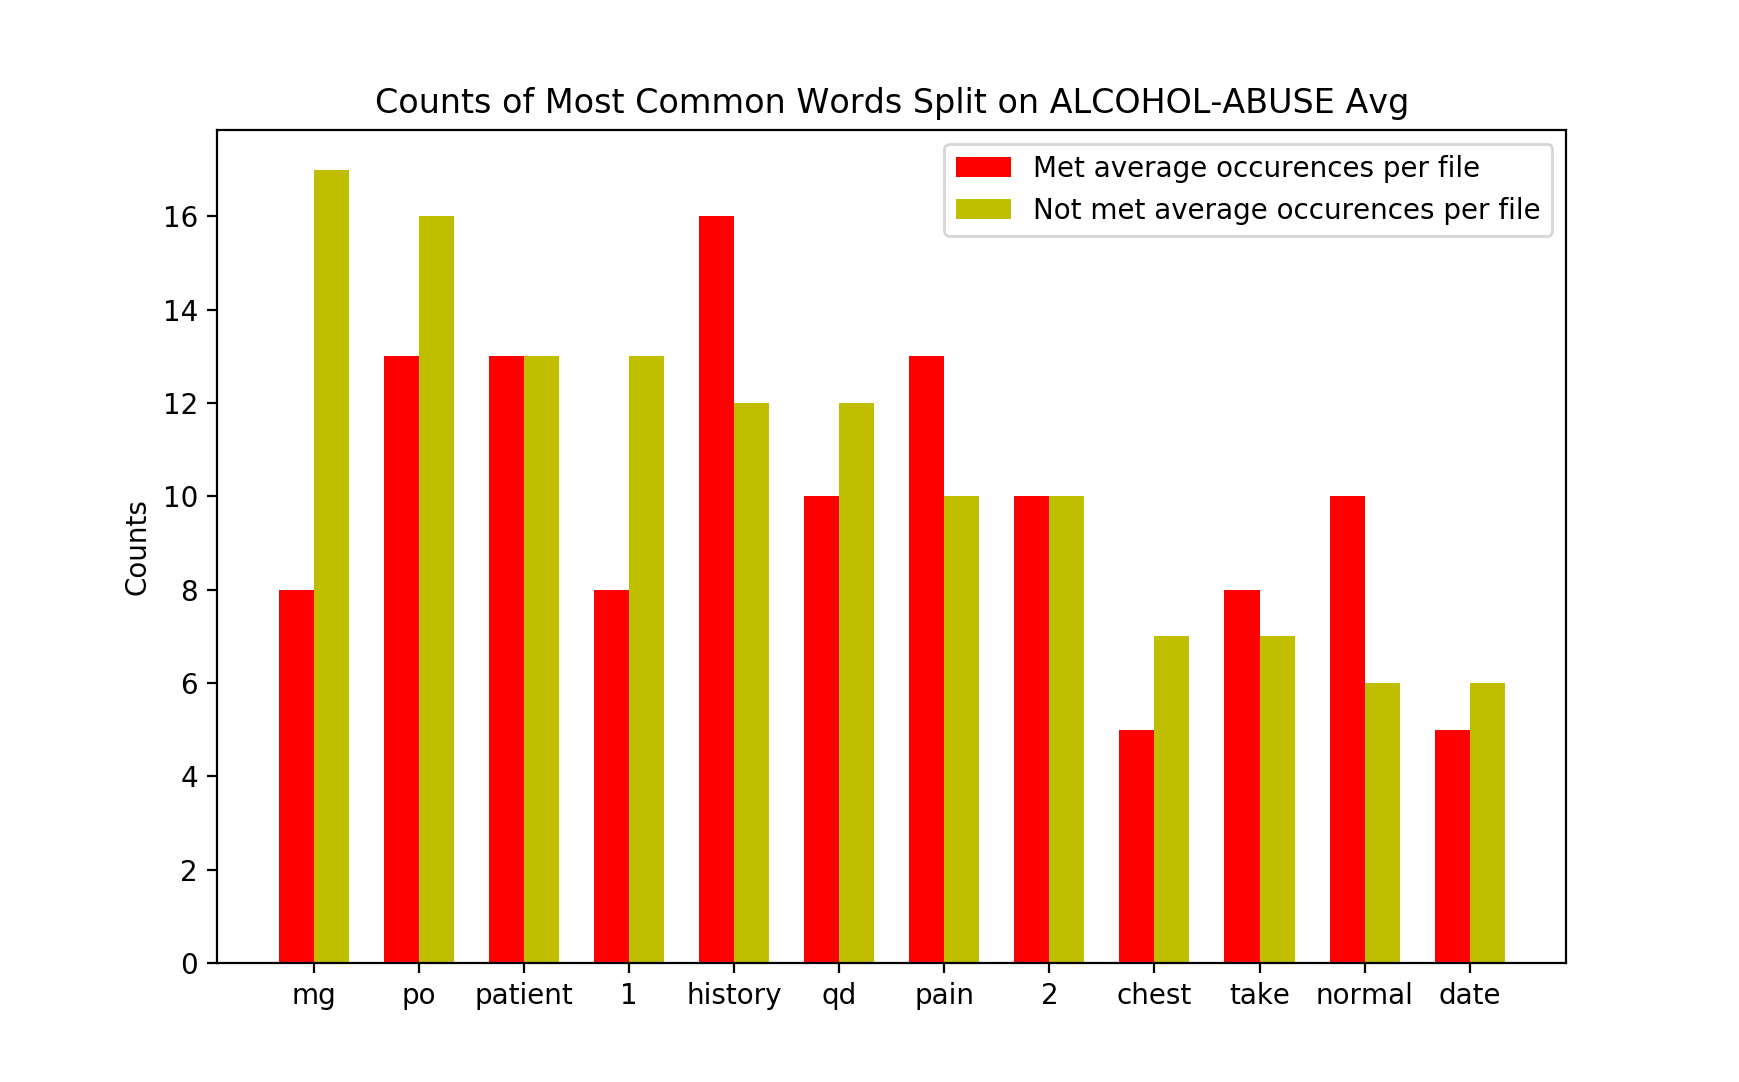 Counts of Most Common Words Split on ALCOHOL-ABUSE Avg
Met average occurences per file
Not met average occurences per file
Counts
16
14
12
10
8
6
4
2
0
mg po patient 1 history qd pain 2 chest take normal date